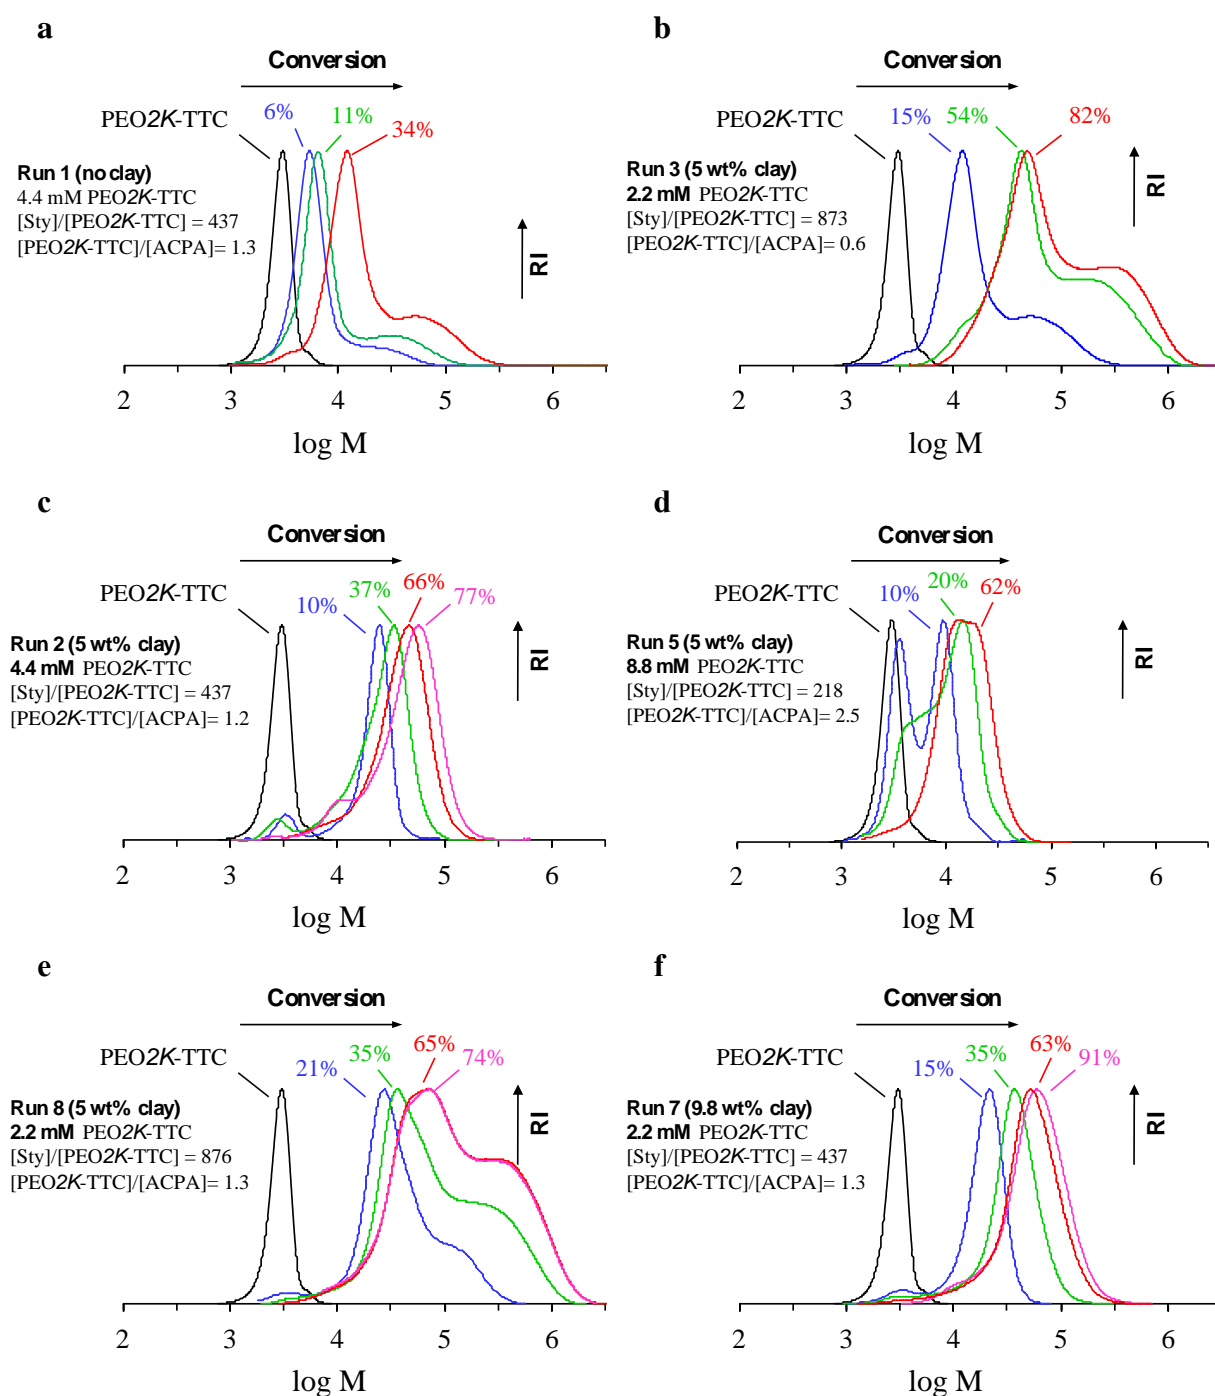 a
Conversion
PEO2K-TTC
6%
11%
34%
Run 1 (no clay)
4.4 mM PEO2K-TTC
[Sty]/[PEO2K-TTC] = 437
[PEO2K-TTC]/[ACPA]= 1.3
RI
2 3 4 5 6
log M
b
Conversion
PEO2K-TTC
15%
54%
82%
Run 3 (5 wt% clay)
2.2 mM PEO2K-TTC
[Sty]/[PEO2K-TTC] = 873
[PEO2K-TTC]/[ACPA]= 0.6
RI
2 3 4 5 6
log M
c
Conversion
PEO2K-TTC
10%
37%
66%
77%
Run 2 (5 wt% clay)
4.4 mM PEO2K-TTC
[Sty]/[PEO2K-TTC] = 437
[PEO2K-TTC]/[ACPA]= 1.2
RI
2 3 4 5 6
log M
d
Conversion
PEO2K-TTC
10%
20%
62%
Run 5 (5 wt% clay)
8.8 mM PEO2K-TTC
[Sty]/[PEO2K-TTC] = 218
[PEO2K-TTC]/[ACPA]= 2.5
RI
2 3 4 5 6
log M
e
Conversion
PEO2K-TTC
21%
35%
65%
74%
Run 8 (5 wt% clay)
2.2 mM PEO2K-TTC
[Sty]/[PEO2K-TTC] = 876
[PEO2K-TTC]/[ACPA]= 1.3
RI
2 3 4 5 6
log M
f
Conversion
PEO2K-TTC
15%
35%
63%
91%
Run 7 (9.8 wt% clay)
2.2 mM PEO2K-TTC
[Sty]/[PEO2K-TTC] = 437
[PEO2K-TTC]/[ACPA]= 1.3
RI
2 3 4 5 6
log M